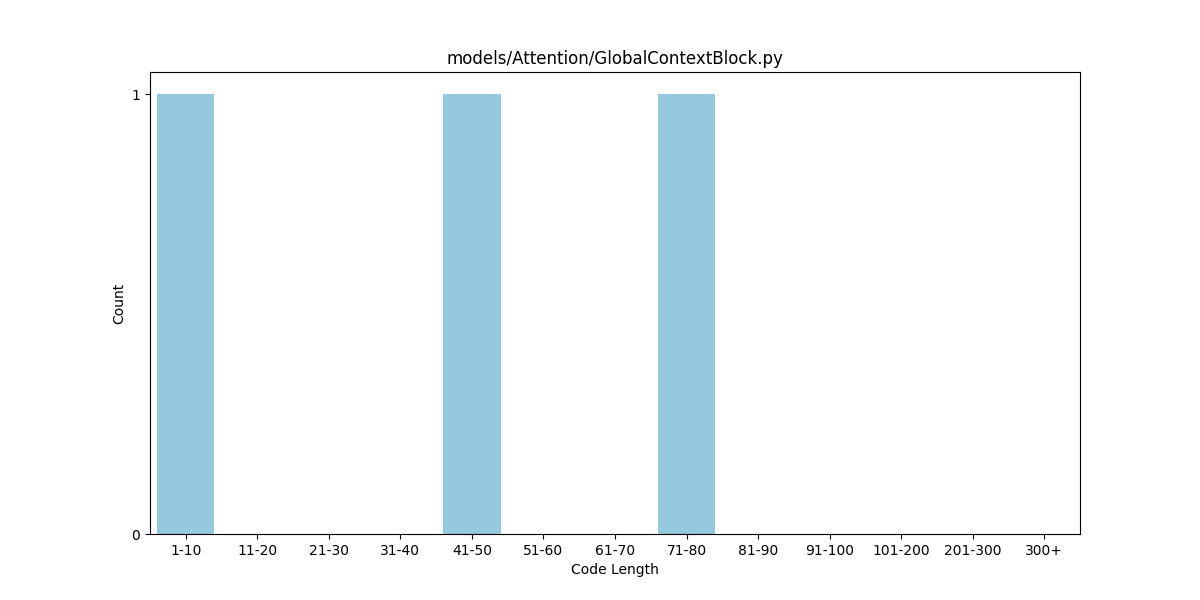 models/Attention/GlobalContextBlock.py
1
Count
0
1-10 11-20 21-30 31-40 41-50 51-60 61-70 71-80 81-90 91-100 101-200 201-300 300+
Code Length